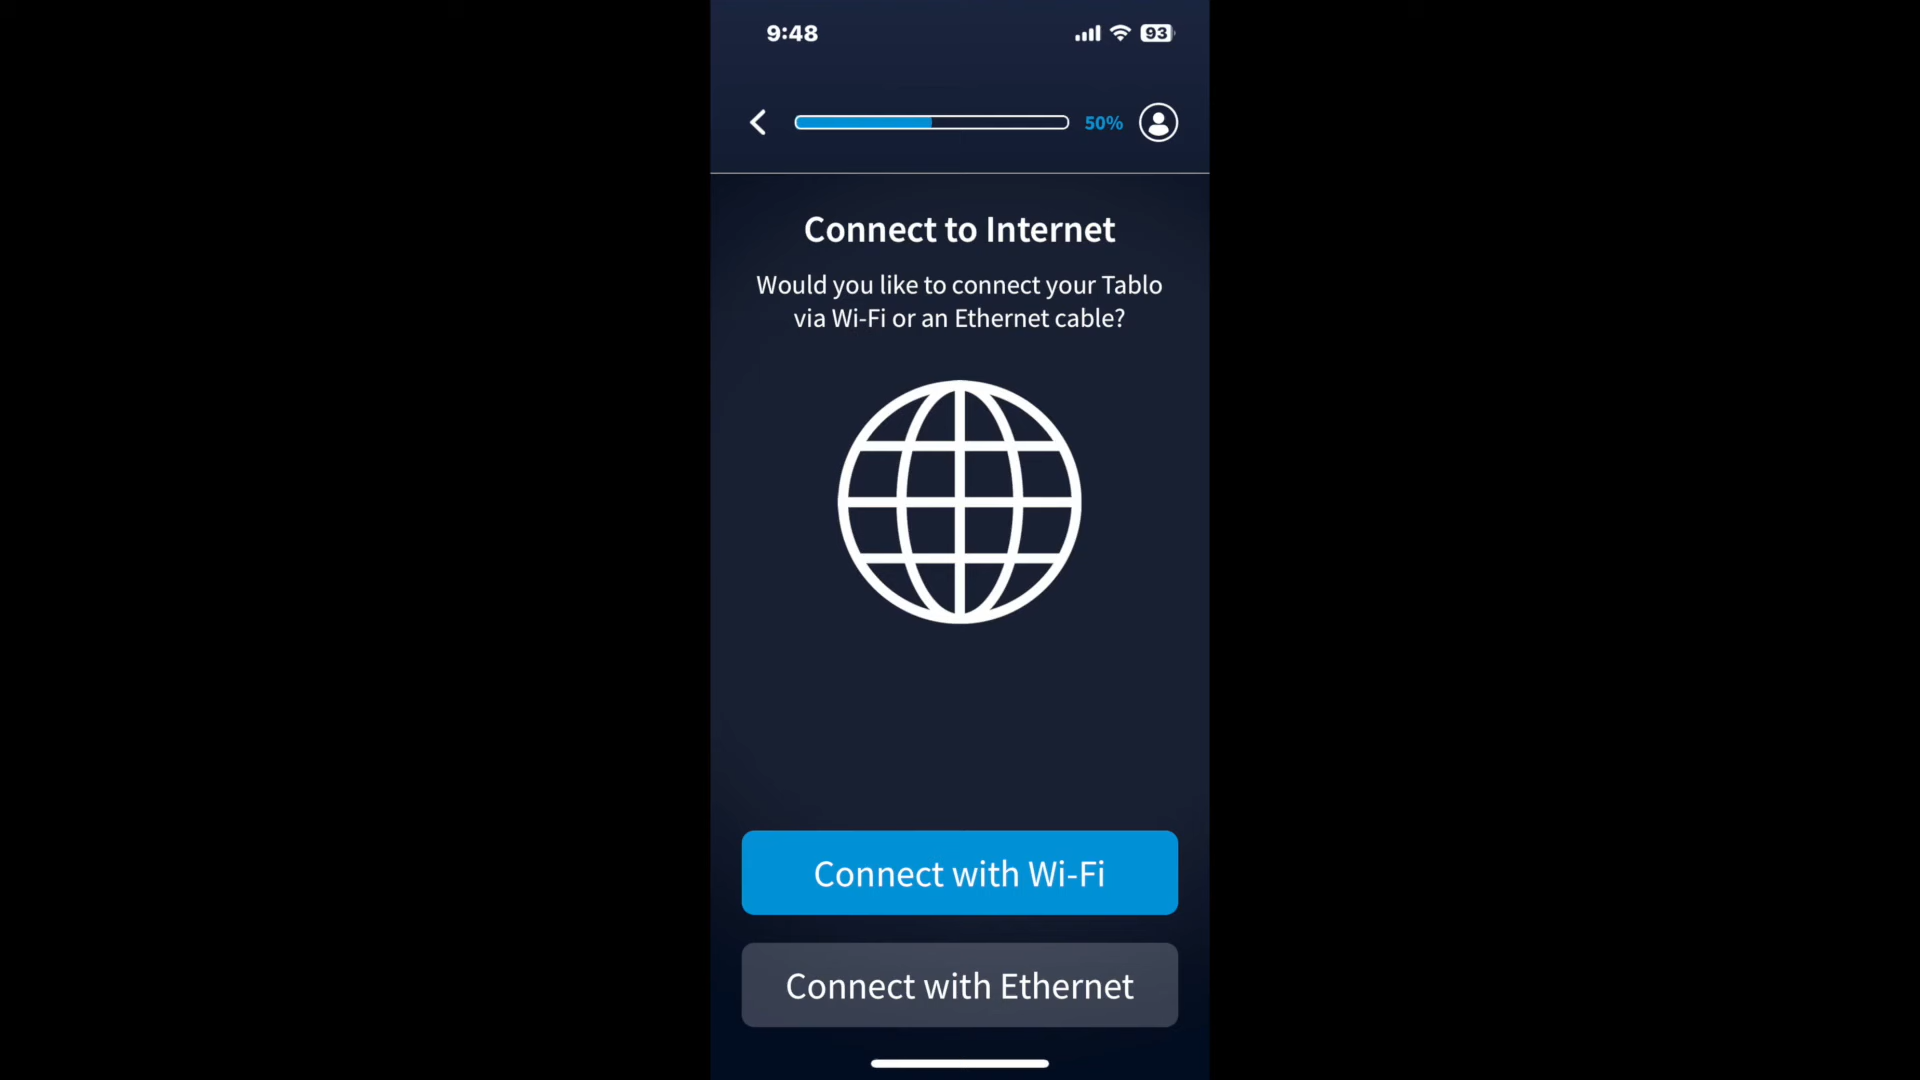 9:48
93
50%
Connect to Internet
Would you like to connect your Tablo
via Wi-Fi or an Ethernet cable?
Connect with Wi-Fi
Connect with Ethernet